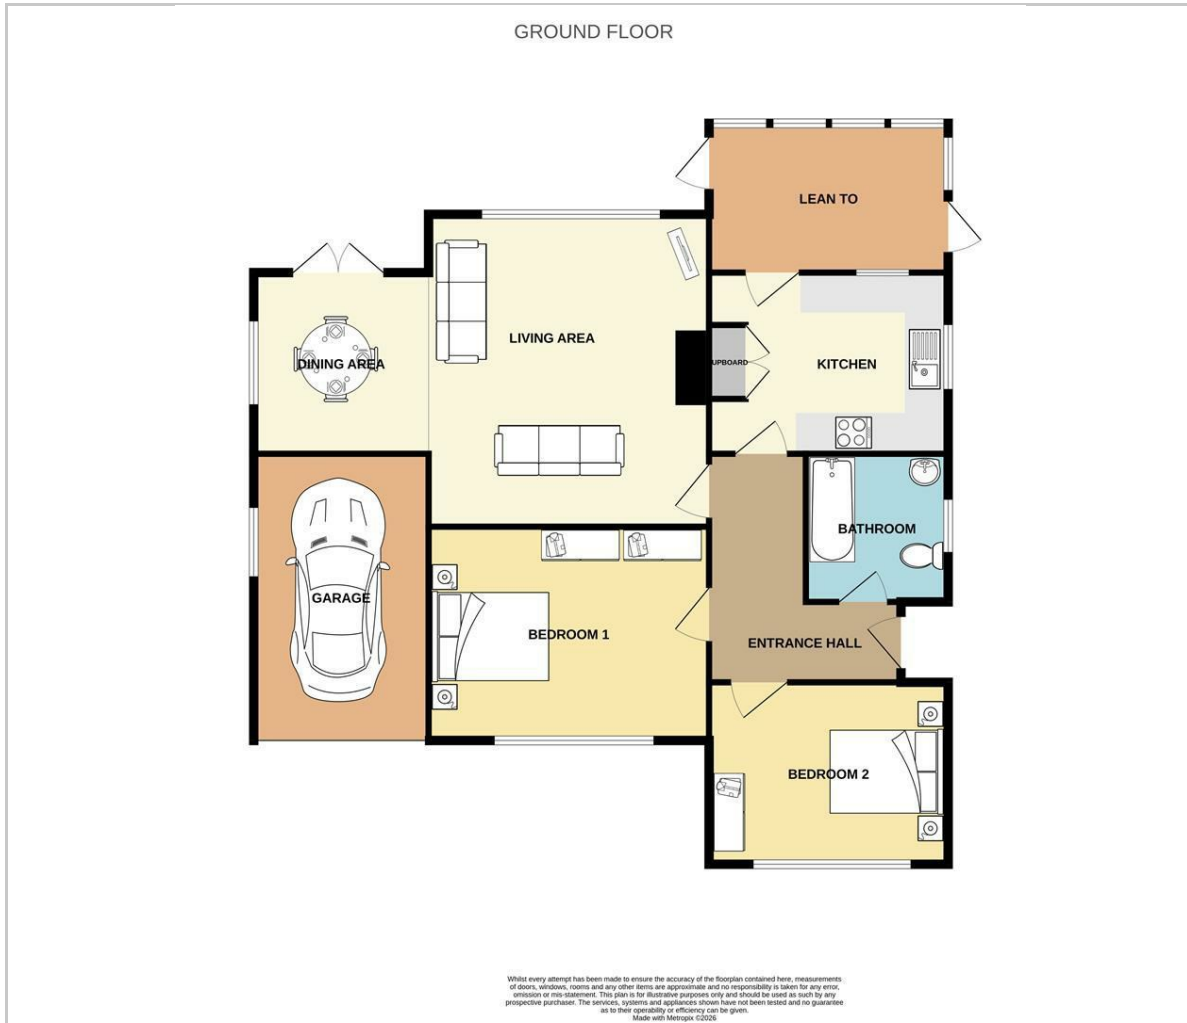 GROUND FLOOR
LEAN TO
LIVING AREA
DINING AREA
UPBOARD
KITCHEN
BATHROOM
GARAGE
BEDROOM 1
ENTRANCE HALL
BEDROOM 2
Whilst every attempt has been made to ensure the accuracy of the floorplan contained here, measurements
of doors, windows, rooms and any other items are approximate and no responsibility is taken for any error,
omission or mis-statement. This plan is for illustrative purposes only and should be used as such by any
prospective purchaser. The services, systems and appliances shown have not been tested and no guarantee
as to their operability or efficiency can be given.
Made with Metropix ©2026